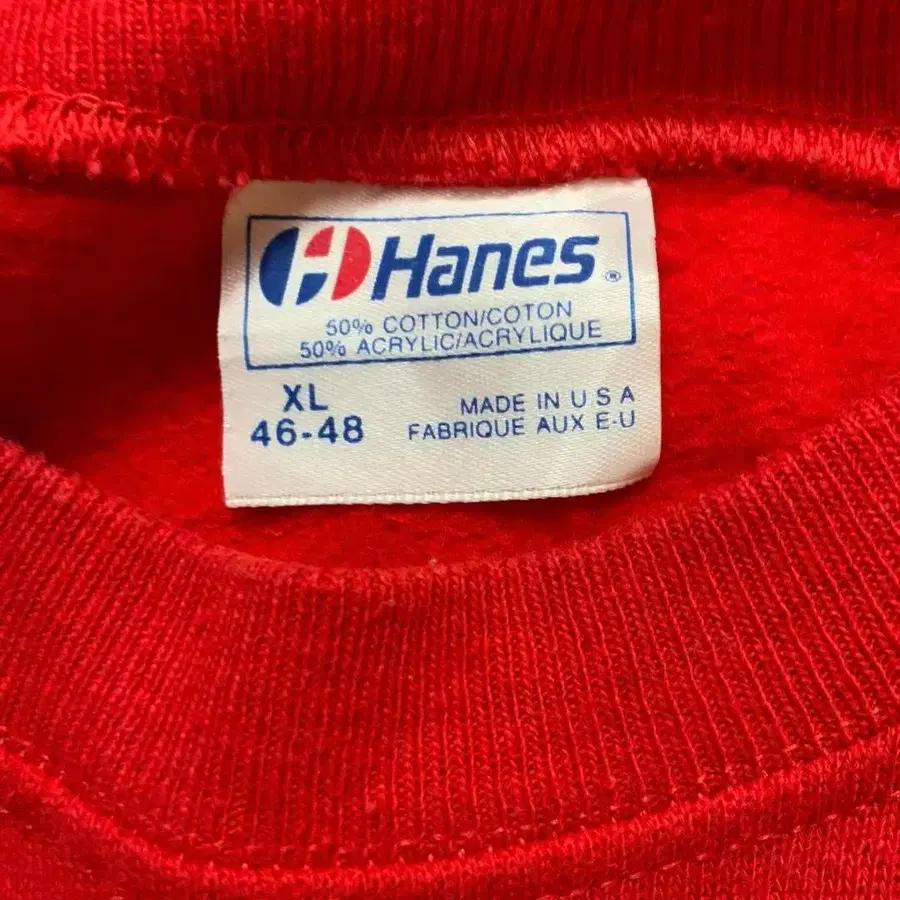 Hanes®
50% COTTON/COTON
50% ACRYLIC/ACRYLIQUE
XL
46-48
MADE IN U S A
FABRIQUE AUX E-U